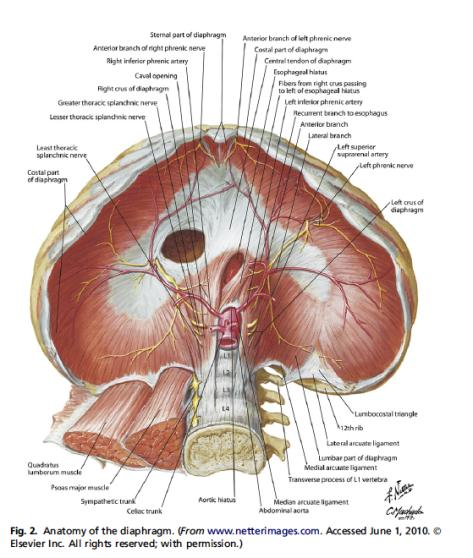 Sternal part of diaphragm
Anterior branch of left phrenic nerve
Anterior branch of right phrenic nerve
Costal part of diaphragm
Right inferior phrenic artery
Central tendon of diaphragm
Caval opening
Esophageal hiatus
Right crus of diaphragm
Fibers from right crus passing
to left of esophageal hiatus
Greater thoracic splanchnic nerve
Left inferior phrenic artery
Lesser thoracic splanchnic nerve
Recurrent branch to esophagus
Anterior branch
Lateral branch
Least thoracic
splanchnic nerve
Left superior
suprarenal artery
Costal part
of diaphragm
Left phrenic nerve
Left crus of
diaphragm
L1
L2
L3
L4
Lumbocostal triangle
12th rib
Lateral arcuate ligament
Lumbar part of diaphragm
Medial arcuate ligament
Transverse process of L1 vertebra
Quadratus
lumborum muscle
Psoas major muscle
Sympathetic trunk
Celiac trunk
Aortic hiatus
Median arcuate ligament
Abdominal aorta
F. Netter
Fig. 2. Anatomy of the diaphragm. (From www.netterimages.com. Accessed June 1, 2010. ©
Elsevier Inc. All rights reserved; with permission.)